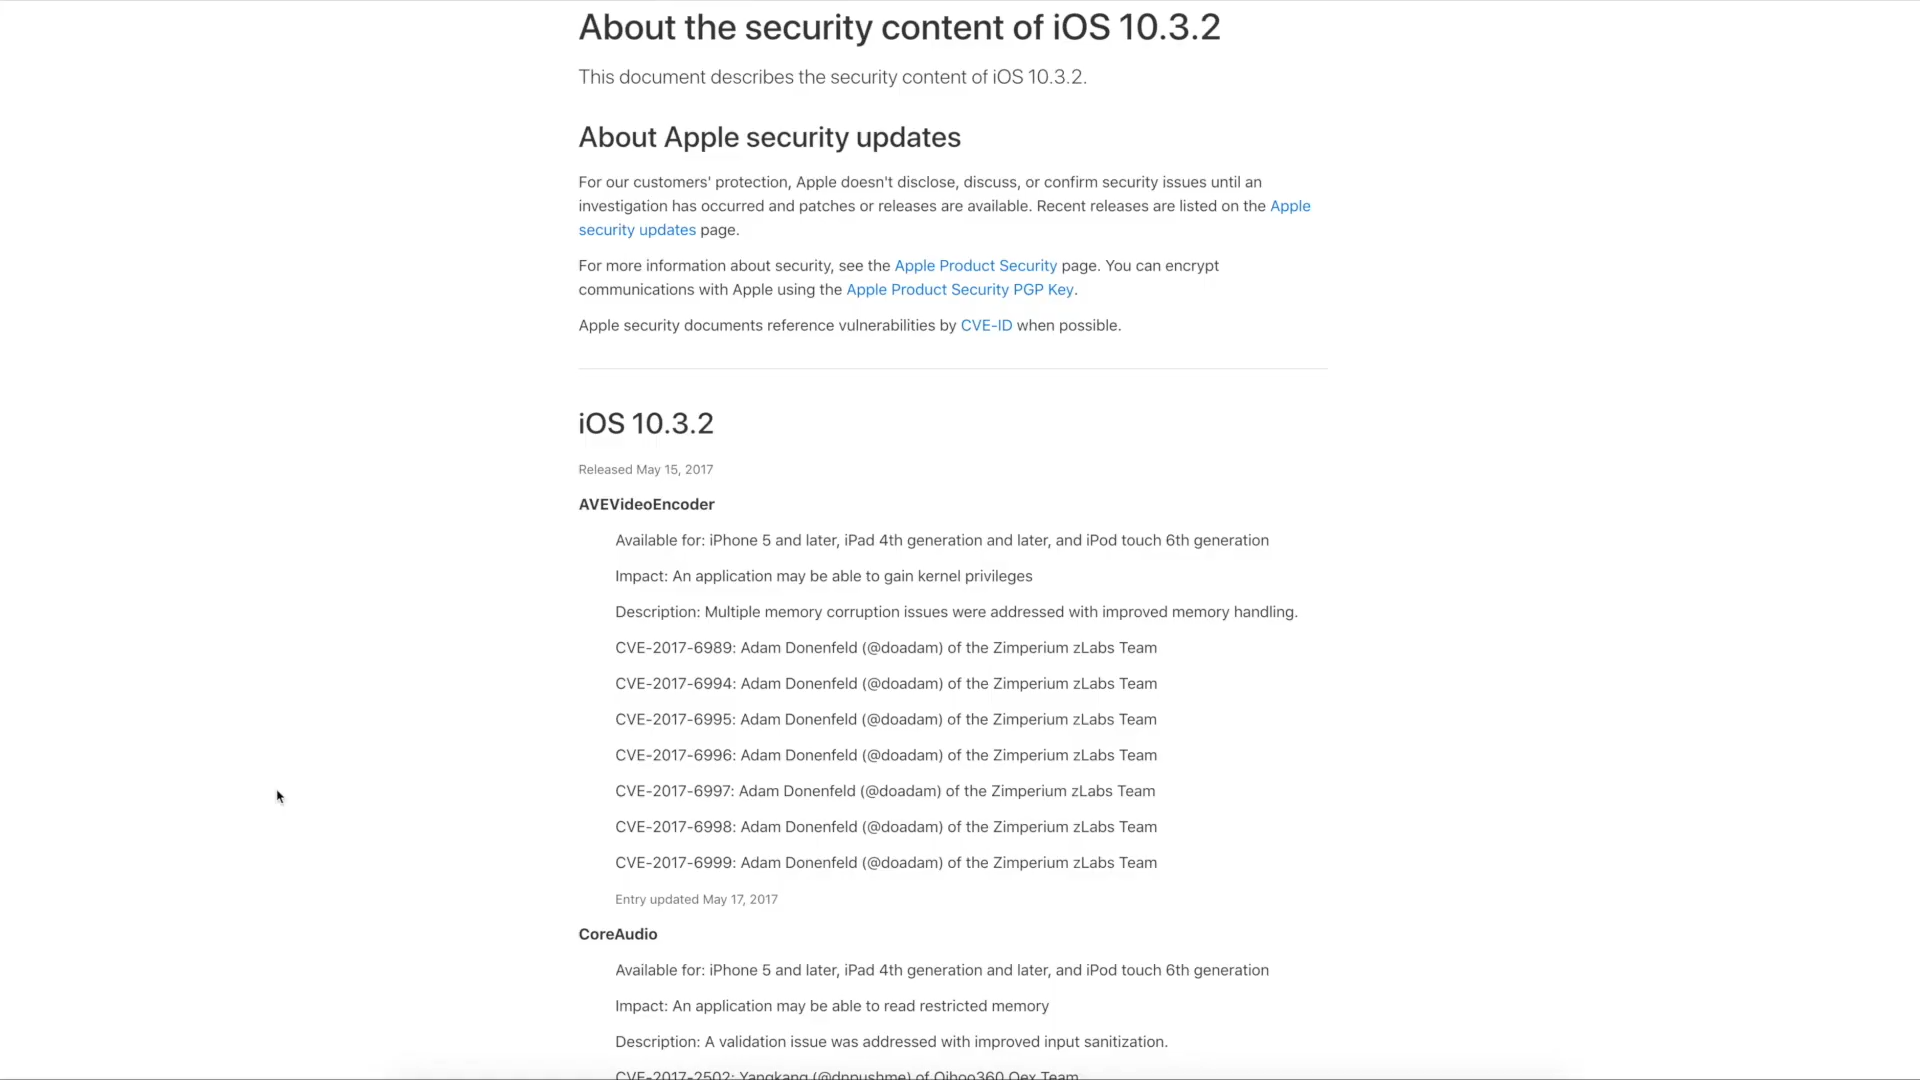 About the security content of iOS 10.3.2
This document describes the security content of iOS 10.3.2.
About Apple security updates
For our customers' protection, Apple doesn't disclose, discuss, or confirm security issues until an
investigation has occurred and patches or releases are available. Recent releases are listed on the Apple
security updates page.
For more information about security, see the Apple Product Security page. You can encrypt
communications with Apple using the Apple Product Security PGP Key.
Apple security documents reference vulnerabilities by CVE-ID when possible.
iOS 10.3.2
Released May 15, 2017
AVEVideoEncoder
Available for: iPhone 5 and later, iPad 4th generation and later, and iPod touch 6th generation
Impact: An application may be able to gain kernel privileges
Description: Multiple memory corruption issues were addressed with improved memory handling.
CVE-2017-6989: Adam Donenfeld (@doadam) of the Zimperium zLabs Team
CVE-2017-6994: Adam Donenfeld (@doadam) of the Zimperium zLabs Team
CVE-2017-6995: Adam Donenfeld (@doadam) of the Zimperium zLabs Team
CVE-2017-6996: Adam Donenfeld (@doadam) of the Zimperium zLabs Team
CVE-2017-6997: Adam Donenfeld (@doadam) of the Zimperium zLabs Team
CVE-2017-6998: Adam Donenfeld (@doadam) of the Zimperium zLabs Team
CVE-2017-6999: Adam Donenfeld (@doadam) of the Zimperium zLabs Team
Entry updated May 17, 2017
CoreAudio
Available for: iPhone 5 and later, iPad 4th generation and later, and iPod touch 6th generation
Impact: An application may be able to read restricted memory
Description: A validation issue was addressed with improved input sanitization.
CVE-2017-2502: Yangkang (@dnpushme) of Qihoo360 Qex Team